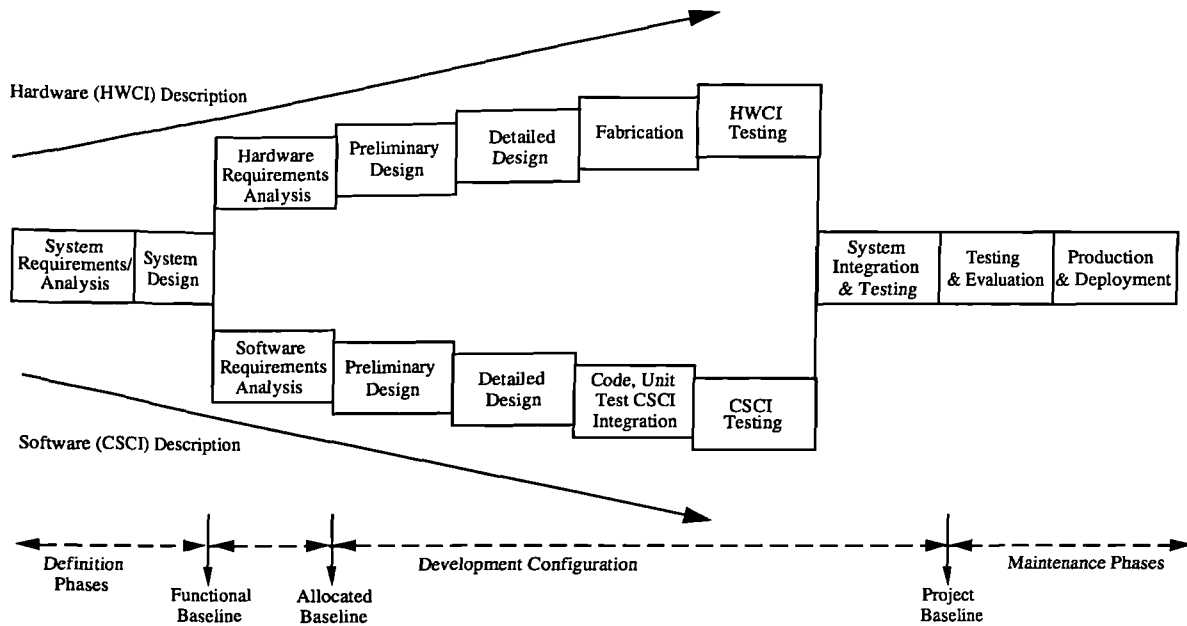 Hardware (HWCI) Description
Hardware
Requirements
Analysis
Preliminary
Design
Detailed
Design
Fabrication
HWCI
Testing
System
Requirements/
Analysis
System
Design
System
Integration
& Testing
Testing
& Evaluation
Production
& Deployment
Software
Requirements
Analysis
Preliminary
Design
Detailed
Design
Code, Unit
Test CSCI
Integration
CSCI
Testing
Software (CSCI) Description
Definition
Phases
Functional
Baseline
Allocated
Baseline
Development Configuration
Project
Baseline
Maintenance Phases